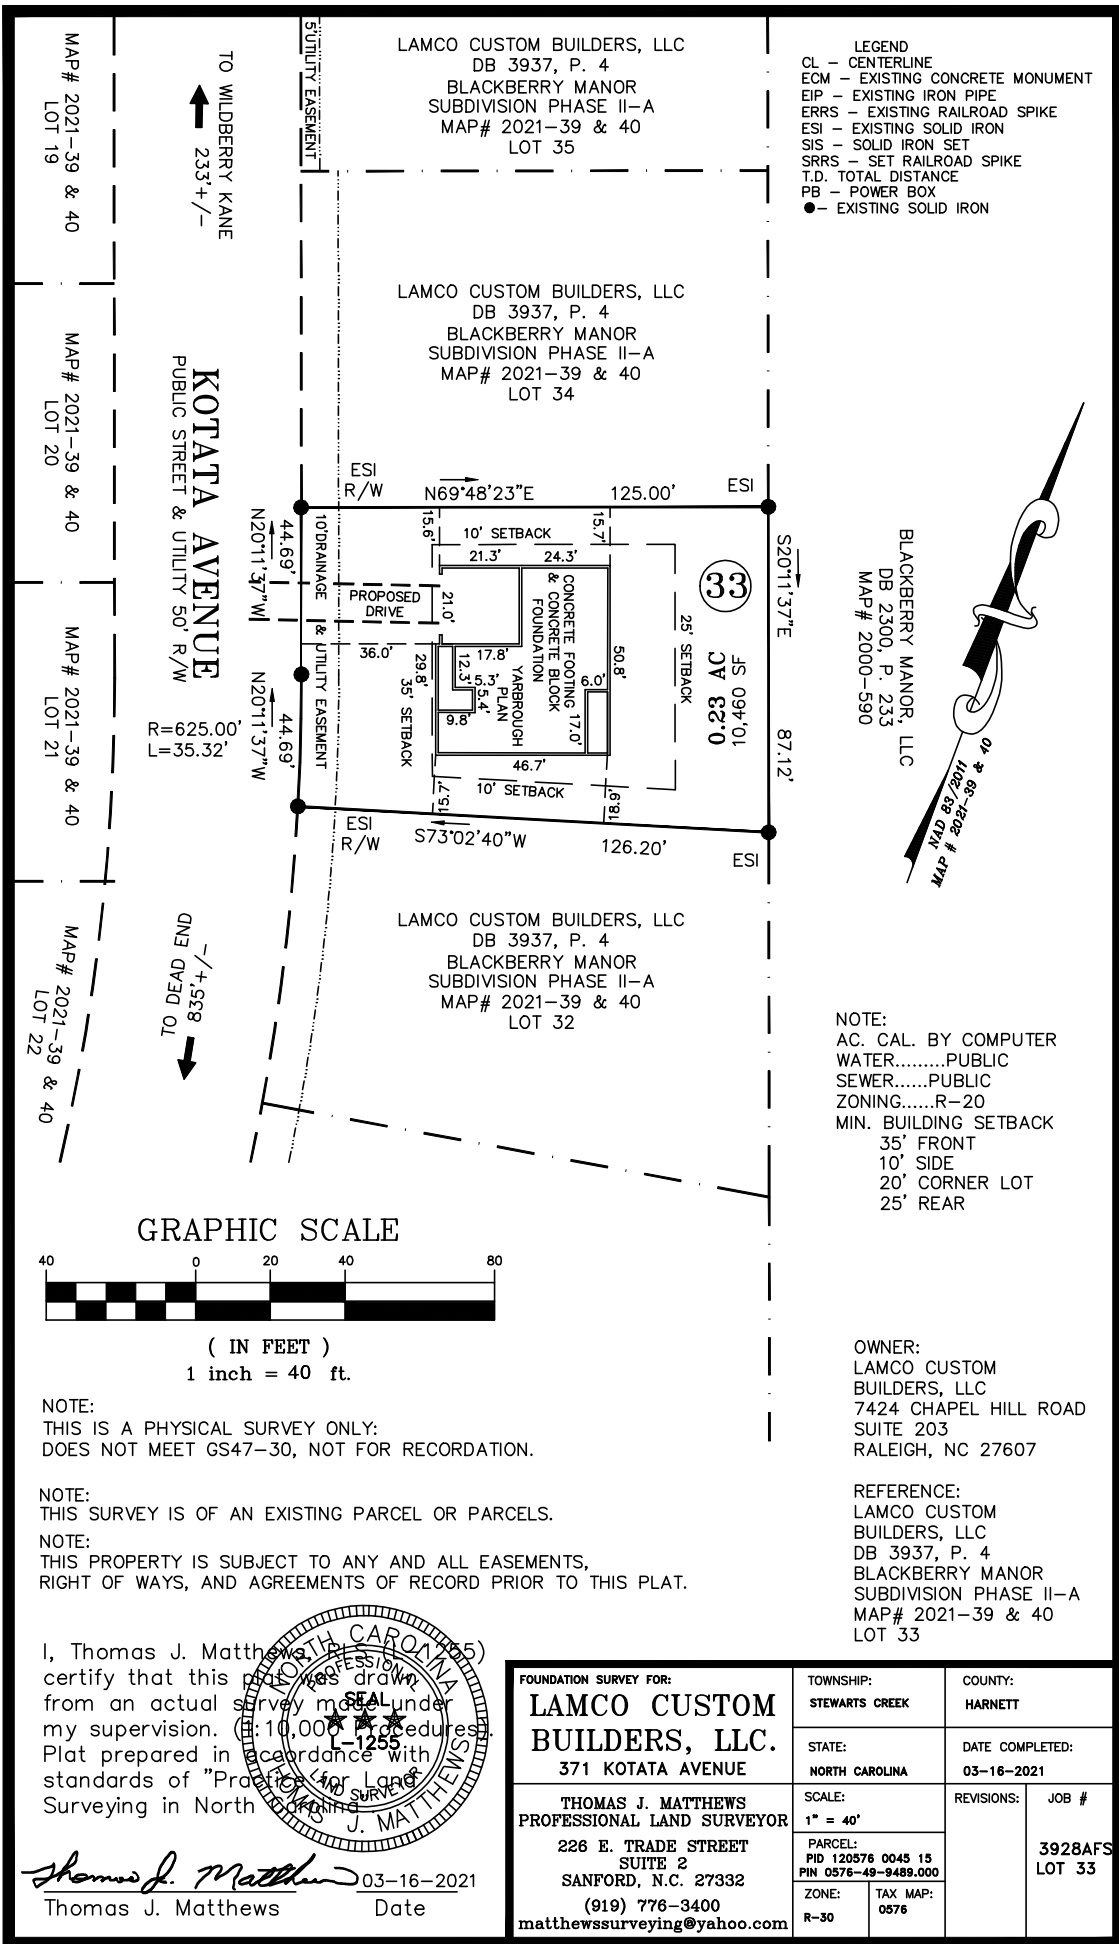 MAP# 2021-39 & 40
LOT 19
TO WILDBERRY KANE
233'+/-
5'UTILITY EASEMENT
LAMCO CUSTOM BUILDERS, LLC
DB 3937, P. 4
BLACKBERRY MANOR
SUBDIVISION PHASE II-A
MAP# 2021-39 & 40
LOT 35
LEGEND
CL - CENTERLINE
ECM - EXISTING CONCRETE MONUMENT
EIP - EXISTING IRON PIPE
ERRS - EXISTING RAILROAD SPIKE
ESI - EXISTING SOLID IRON
SIS - SOLID IRON SET
SRRS - SET RAILROAD SPIKE
T.D. TOTAL DISTANCE
PB - POWER BOX
●- EXISTING SOLID IRON
LAMCO CUSTOM BUILDERS, LLC
DB 3937, P. 4
BLACKBERRY MANOR
SUBDIVISION PHASE II-A
MAP# 2021-39 & 40
LOT 34
MAP# 2021-39 & 40
LOT 20
KOTATA AVENUE
PUBLIC STREET & UTILITY 50' R/W
MAP# 2021-39 & 40
LOT 21
ESI
R/W
N69°48'23"E
125.00'
ESI
N20°11'37"W
44.69'
10'DRAINAGE & UTILITY EASEMENT
15.6'
10' SETBACK
15.7'
21.3'
24.3'
PROPOSED
DRIVE
21.0'
CONCRETE FOOTING
& CONCRETE BLOCK
FOUNDATION
33
36.0'
29.8'
35' SETBACK
17.8'
12.3'
5.3'
5.4'
9.8'
YARBROUGH
PLAN
17.0'
6.0'
50.8'
46.7'
25' SETBACK
10,460 SF
0.23 AC
S20°11'37"E
87.12'
BLACKBERRY MANOR, LLC
DB 2300, P. 233
MAP# 2000-590
NAD 83/2011
MAP # 2021-39 & 40
N20°11'37"W
44.69'
R=625.00'
L=35.32'
15.7'
10' SETBACK
18.9'
ESI
R/W
S73°02'40"W
126.20'
ESI
MAP# 2021-39 & 40
LOT 22
TO DEAD END
835'+/-
LAMCO CUSTOM BUILDERS, LLC
DB 3937, P. 4
BLACKBERRY MANOR
SUBDIVISION PHASE II-A
MAP# 2021-39 & 40
LOT 32
NOTE:
AC. CAL. BY COMPUTER
WATER.........PUBLIC
SEWER......PUBLIC
ZONING......R-20
MIN. BUILDING SETBACK
35' FRONT
10' SIDE
20' CORNER LOT
25' REAR
GRAPHIC SCALE
40 0 20 40 80
( IN FEET )
1 inch = 40 ft.
NOTE:
THIS IS A PHYSICAL SURVEY ONLY:
DOES NOT MEET GS47-30, NOT FOR RECORDATION.
NOTE:
THIS SURVEY IS OF AN EXISTING PARCEL OR PARCELS.
NOTE:
THIS PROPERTY IS SUBJECT TO ANY AND ALL EASEMENTS,
RIGHT OF WAYS, AND AGREEMENTS OF RECORD PRIOR TO THIS PLAT.
OWNER:
LAMCO CUSTOM
BUILDERS, LLC
7424 CHAPEL HILL ROAD
SUITE 203
RALEIGH, NC 27607
REFERENCE:
LAMCO CUSTOM
BUILDERS, LLC
DB 3937, P. 4
BLACKBERRY MANOR
SUBDIVISION PHASE II-A
MAP# 2021-39 & 40
LOT 33
I, Thomas J. Matthews, RLS (L-1255)
certify that this plat was drawn
from an actual survey made under
my supervision. (1:10,000 Procedures).
Plat prepared in accordance with
standards of "Practice for Land
Surveying in North Carolina
NORTH CAROLINA
PROFESSIONAL
SEAL
L-1255
LAND SURVEYOR
THOMAS J. MATTHEWS
Thomas J. Matthews 03-16-2021
Thomas J. Matthews Date
FOUNDATION SURVEY FOR:
LAMCO CUSTOM
BUILDERS, LLC.
371 KOTATA AVENUE
THOMAS J. MATTHEWS
PROFESSIONAL LAND SURVEYOR
226 E. TRADE STREET
SUITE 2
SANFORD, N.C. 27332
(919) 776-3400
matthewssurveying@yahoo.com
TOWNSHIP:
STEWARTS CREEK
COUNTY:
HARNETT
STATE:
NORTH CAROLINA
DATE COMPLETED:
03-16-2021
SCALE:
1" = 40'
REVISIONS:
JOB #
3928AFS
LOT 33
PARCEL:
PID 120576 0045 15
PIN 0576-49-9489.000
ZONE:
R-30
TAX MAP:
0576